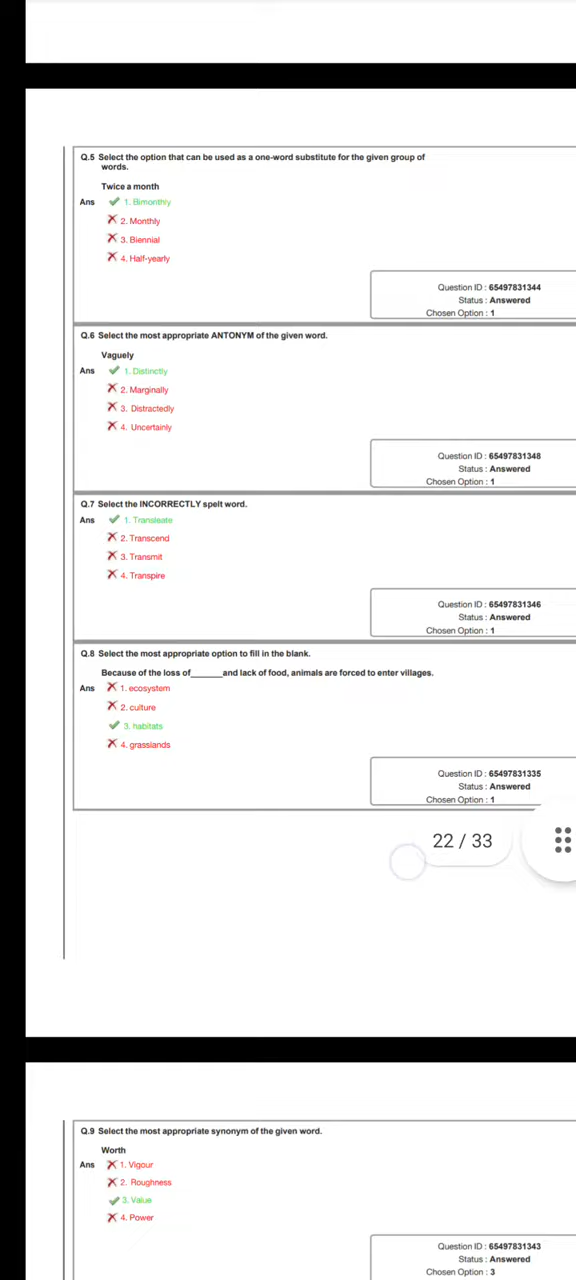 Q.5 Select the option that can be used as a one-word substitute for the given group of
words.
Twice a month
Ans 1. Bimonthly
2. Monthly
3. Biennial
4. Half-yearly
Question ID : 65497831344
Status : Answered
Chosen Option : 1
Q.6 Select the most appropriate ANTONYM of the given word.
Vaguely
Ans 1. Distinctly
2. Marginally
3. Distractedly
4. Uncertainly
Question ID : 65497831348
Status : Answered
Chosen Option : 1
Q.7 Select the INCORRECTLY spelt word.
Ans 1. Transleate
2. Transcend
3. Transmit
4. Transpire
Question ID : 65497831346
Status : Answered
Chosen Option : 1
Q.8 Select the most appropriate option to fill in the blank.
Because of the loss of______and lack of food, animals are forced to enter villages.
Ans 1. ecosystem
2. culture
3. habitats
4. grasslands
Question ID : 65497831335
Status : Answered
Chosen Option : 1
22 / 33
Q.9 Select the most appropriate synonym of the given word.
Worth
Ans 1. Vigour
2. Roughness
3. Value
4. Power
Question ID : 65497831343
Status : Answered
Chosen Option : 3